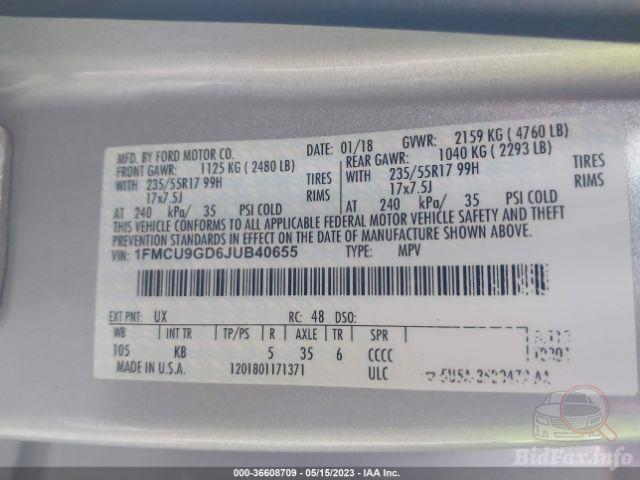 MFD. BY FORD MOTOR CO.
DATE: 01/18 GVWR: 2159 KG ( 4760 LB)
FRONT GAWR: 1125 KG ( 2480 LB) REAR GAWR: 1040 KG ( 2293 LB)
WITH 235/55R17 99H TIRES WITH 235/55R17 99H TIRES
17x7.5J RIMS 17x7.5J RIMS
AT 240 kPa/ 35 PSI COLD AT 240 kPa/ 35 PSI COLD
THIS VEHICLE CONFORMS TO ALL APPLICABLE FEDERAL MOTOR VEHICLE SAFETY AND THEFT
PREVENTION STANDARDS IN EFFECT ON THE DATE OF MANUFACTURE SHOWN ABOVE.
VIN: 1FMCU9GD6JUB40655 TYPE: MPV
EXT PNT: UX RC: 48 DSO:
WB INT TR TP/PS R AXLE TR SPR
105 KB 5 35 6 CCCC
MADE IN U.S.A. 1201801171371 ULC
BidFax.info
000-36608709 - 05/15/2023 - IAA Inc.